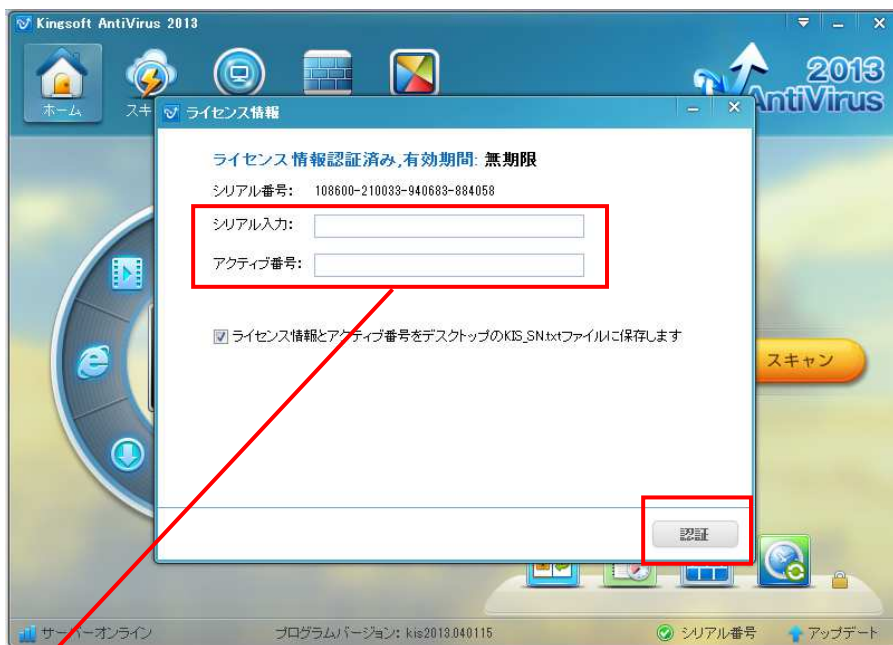 Kingsoft AntiVirus 2013
ホーム
スキ
2013
AntiVirus
ライセンス情報
ライセンス情報認証済み,有効期間: 無期限
シリアル番号: 108600-210033-940683-884058
シリアル入力:
アクティブ番号:
ライセンス情報とアクティブ番号をデスクトップのKIS_SN.txtファイルに保存します
スキャン
認証
サーバーオンライン プログラムバージョン: kis2013.040115 シリアル番号 アップデート